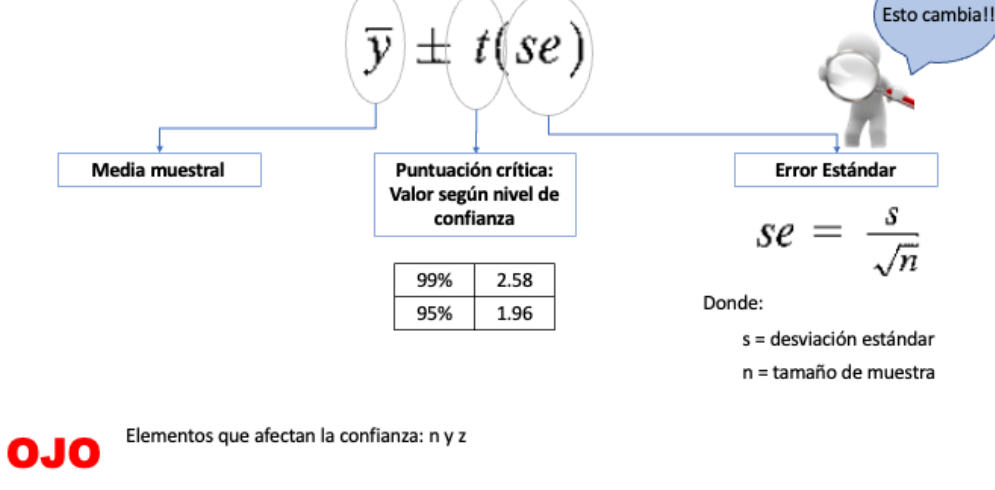 Esto cambia!!
ȳ ± t(se)
Media muestral
Puntuación crítica:
Valor según nivel de
confianza
Error Estándar
se = s / √n
99% 2.58
95% 1.96
Donde:
s = desviación estándar
n = tamaño de muestra
OJO
Elementos que afectan la confianza: n y z